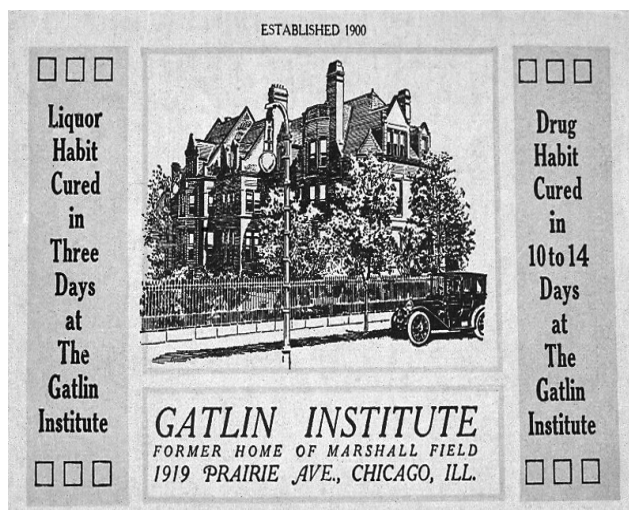 ESTABLISHED 1900
Liquor
Habit
Cured
in
Three
Days
at
The
Gatlin
Institute
Drug
Habit
Cured
in
10 to 14
Days
at
The
Gatlin
Institute
GATLIN INSTITUTE
FORMER HOME OF MARSHALL FIELD
1919 PRAIRIE AVE., CHICAGO, ILL.